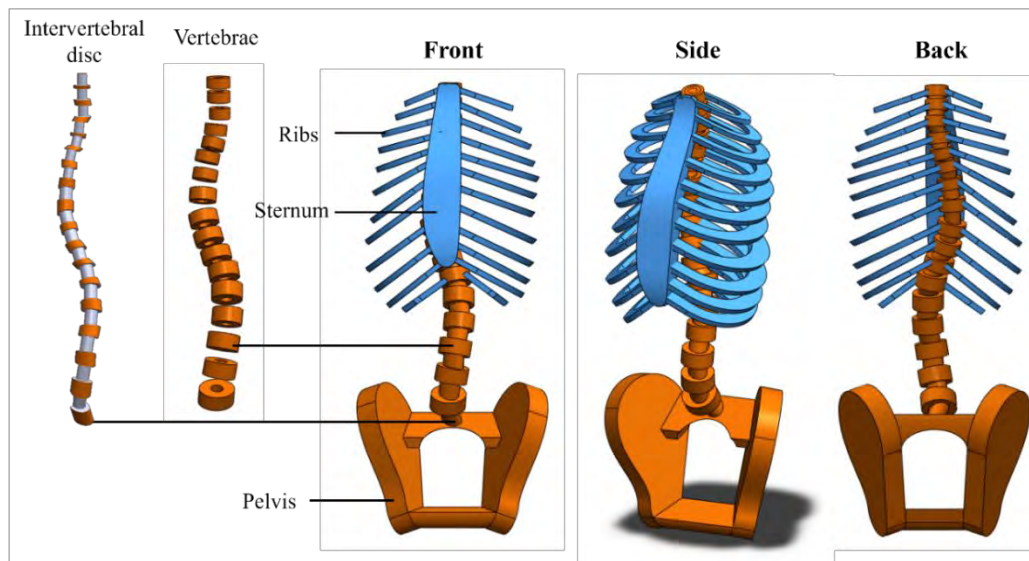 Intervertebral
disc
Vertebrae
Front
Side
Back
Ribs
Sternum
Pelvis